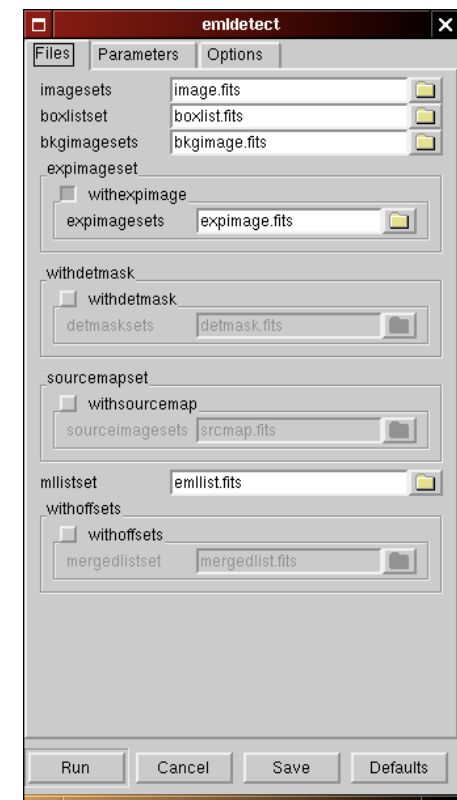 emldetect
Files Parameters Options
imagesets image.fits
boxlistset boxlist.fits
bkgimagesets bkgimage.fits
expimageset
withexpimage
expimagesets expimage.fits
withdetmask
withdetmask
detmasksets detmask.fits
sourcemapset
withsourcemap
sourceimagesets srcmap.fits
mllistset emllist.fits
withoffsets
withoffsets
mergedlistset mergedlist.fits
Run Cancel Save Defaults